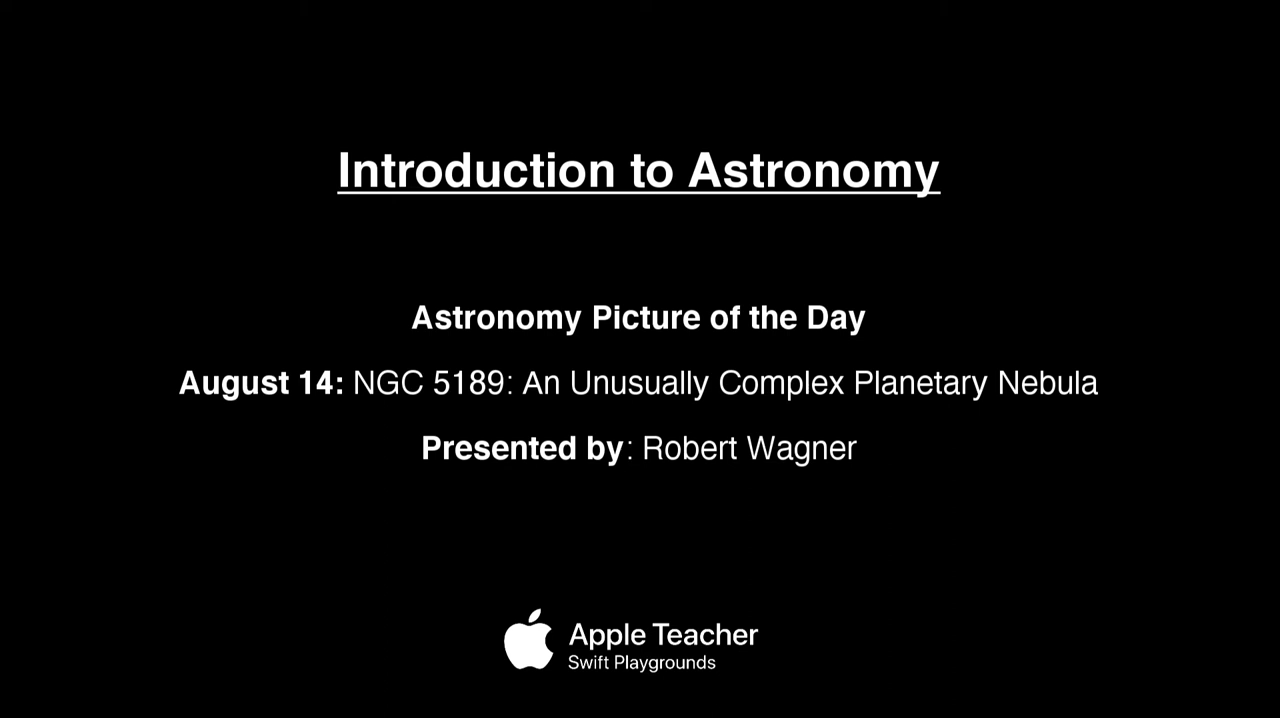 Introduction to Astronomy
Astronomy Picture of the Day
August 14: NGC 5189: An Unusually Complex Planetary Nebula
Presented by: Robert Wagner
Apple Teacher
Swift Playgrounds